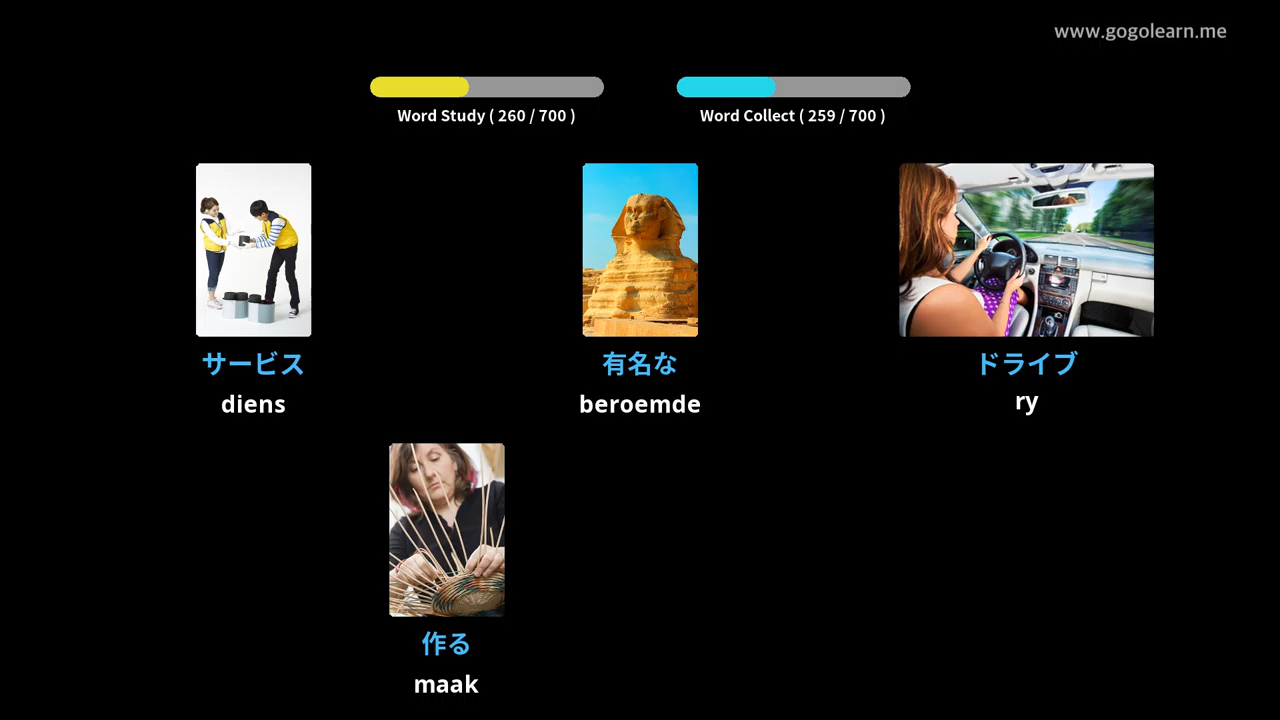 www.gogolearn.me
Word Study ( 260 / 700 )
Word Collect ( 259 / 700 )
サービス
diens
有名な
beroemde
ドライブ
ry
作る
maak